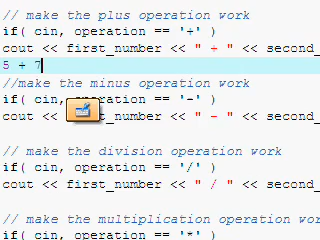 // make the plus operation work
if( cin, operation == '+' )
cout << first_number << " + " << second_
5 + 7
//make the minus operation work
if( cin, operation == '-' )
cout << first_number << " - " << second_
// make the division operation work
if( cin, operation == '/' )
cout << first_number << " / " << second_
// make the multiplication operation wor
if( cin, operation == '*' )